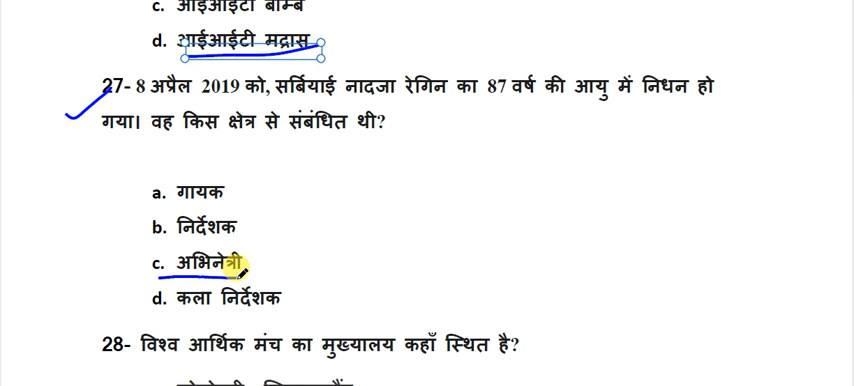 c. आईआईटी बॉम्बे
d. आईआईटी मद्रास
27- 8 अप्रैल 2019 को, सर्बियाई नादजा रेगिन का 87 वर्ष की आयु में निधन हो
गया। वह किस क्षेत्र से संबंधित थी?
a. गायक
b. निर्देशक
c. अभिनेत्री
d. कला निर्देशक
28- विश्व आर्थिक मंच का मुख्यालय कहाँ स्थित है?